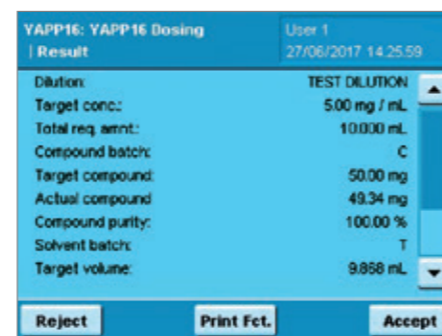 YAPP16: YAPP16 Dosing User 1
| Result 27/06/2017 14:25:59
Dilution: TEST DILUTION
Target conc.: 5.00 mg / mL
Total req. amnt.: 10.000 mL
Compound batch: C
Target compound: 50.00 mg
Actual compound 49.34 mg
Compound purity: 100.00 %
Solvent batch: T
Target volume: 9.868 mL
Reject Print Fct. Accept